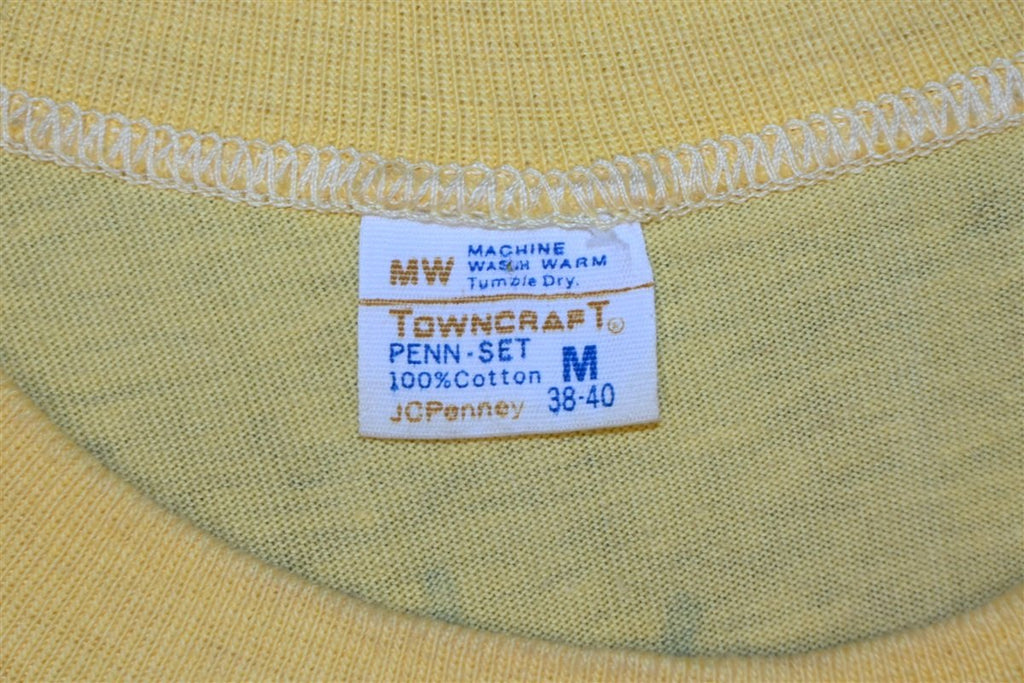 MW
MACHINE
WASH WARM
Tumble Dry.
TOWNCRAFT®
PENN-SET
100% Cotton
M
JCPenney
38-40